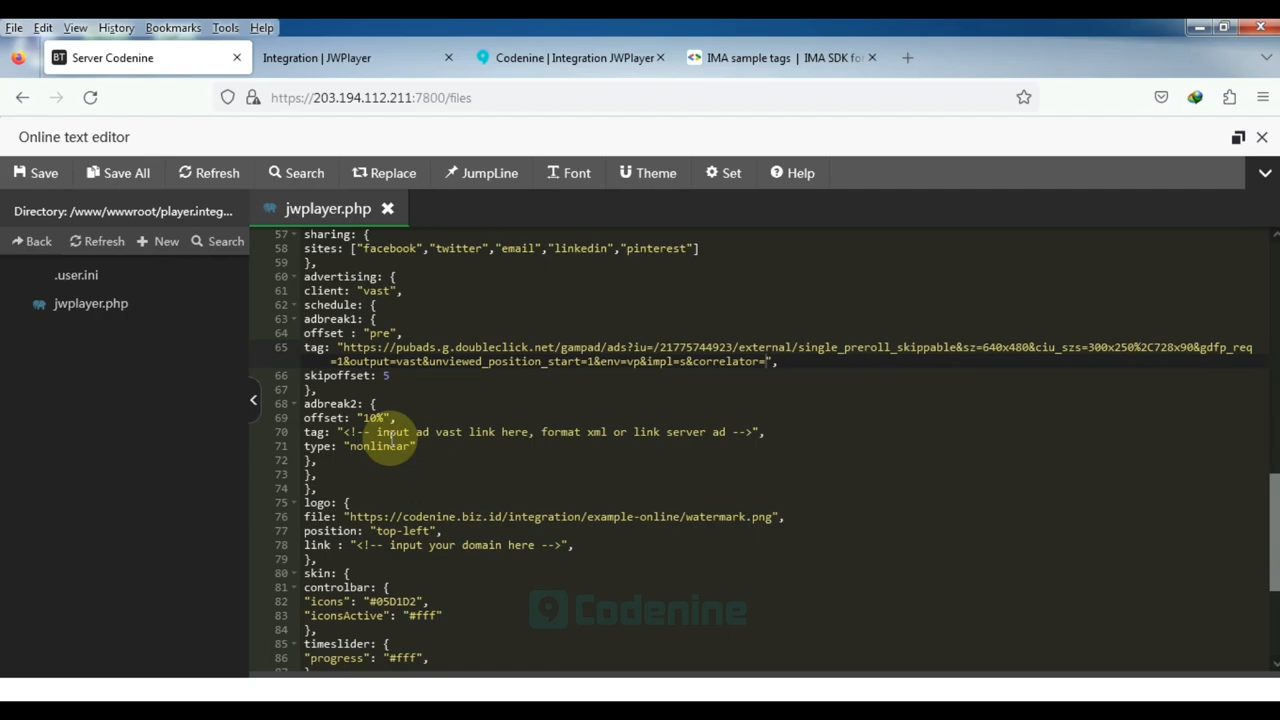 File Edit View History Bookmarks Tools Help
BT Server Codenine
Integration | JWPlayer
Codenine | Integration JWPlayer
IMA sample tags | IMA SDK fo
https://203.194.112.211:7800/files
Online text editor
Save Save All Refresh Search Replace JumpLine Font Theme Set Help
Directory: /www/wwwroot/player.integ...
jwplayer.php
Back Refresh New Search
.user.ini
jwplayer.php
57 sharing: {
58 sites: ["facebook","twitter","email","linkedin","pinterest"]
59 },
60 advertising: {
61 client: "vast",
62 schedule: {
63 adbreak1: {
64 offset : "pre",
65 tag: "https://pubads.g.doubleclick.net/gampad/ads?iu=/21775744923/external/single_preroll_skippable&sz=640x480&ciu_szs=300x250%2C728x90&gdfp_req
=1&output=vast&unviewed_position_start=1&env=vp&impl=s&correlator=",
66 skipoffset: 5
67 },
68 adbreak2: {
69 offset: "10%",
70 tag: "<!-- input ad vast link here, format xml or link server ad -->",
71 type: "nonlinear"
72 },
73 },
74 },
75 logo: {
76 file: "https://codenine.biz.id/integration/example-online/watermark.png",
77 position: "top-left",
78 link : "<!-- input your domain here -->",
79 },
80 skin: {
81 controlbar: {
82 "icons": "#05D1D2",
83 "iconsActive": "#fff"
84 },
85 timeslider: {
86 "progress": "#fff",
Codenine